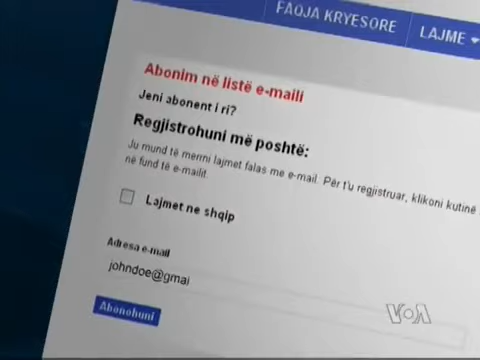 FAQJA KRYESORE
LAJME
Abonim në listë e-maili
Jeni abonent i ri?
Regjistrohuni më poshtë:
Ju mund të merrni lajmet falas me e-mail. Për t'u regjistruar, klikoni kutinë
në fund të e-mailit.
Lajmet ne shqip
Adresa e-mail
johndoe@gmai
Abonohuni
VOA